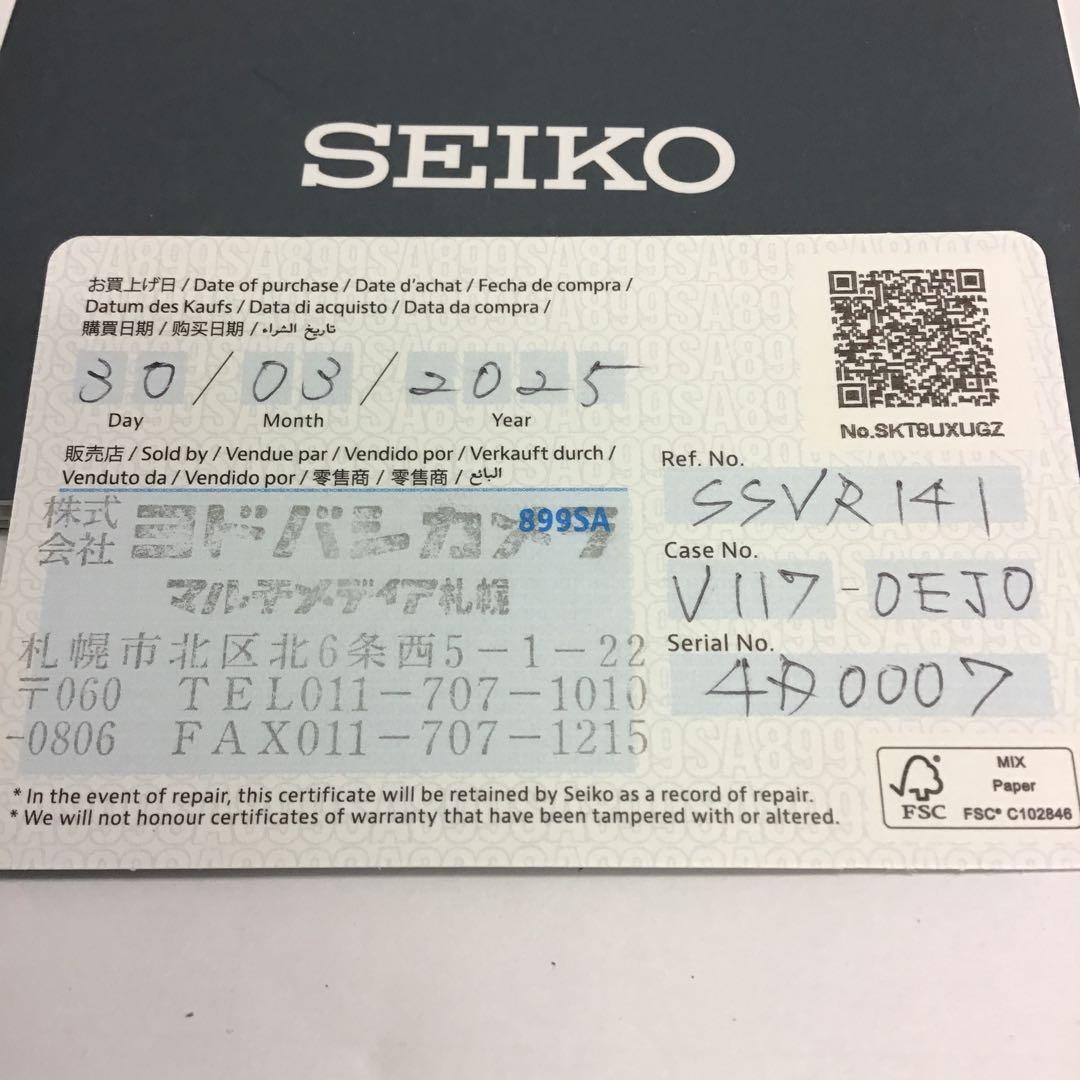 SEIKO
お買上げ日 / Date of purchase / Date d'achat / Fecha de compra /
Datum des Kaufs / Data di acquisto / Data da compra /
購買日期 / 购买日期 / تاريخ الشراء
30 / 03 / 2025
Day Month Year
No.SKT8UXUGZ
販売店 / Sold by / Vendue par / Vendido por / Verkauft durch /
Venduto da / Vendido por / 零售商 / 零售商 / البائع
株式会社 ヨドバシカメラ
899SA
マルチメディア札幌
札幌市北区北6条西5-1-22
〒060 TEL011-707-1010
-0806 FAX011-707-1215
Ref. No.
SSVR141
Case No.
V117-0EJ0
Serial No.
4D0007
* In the event of repair, this certificate will be retained by Seiko as a record of repair.
* We will not honour certificates of warranty that have been tampered with or altered.
FSC
MIX
Paper
FSC® C102846